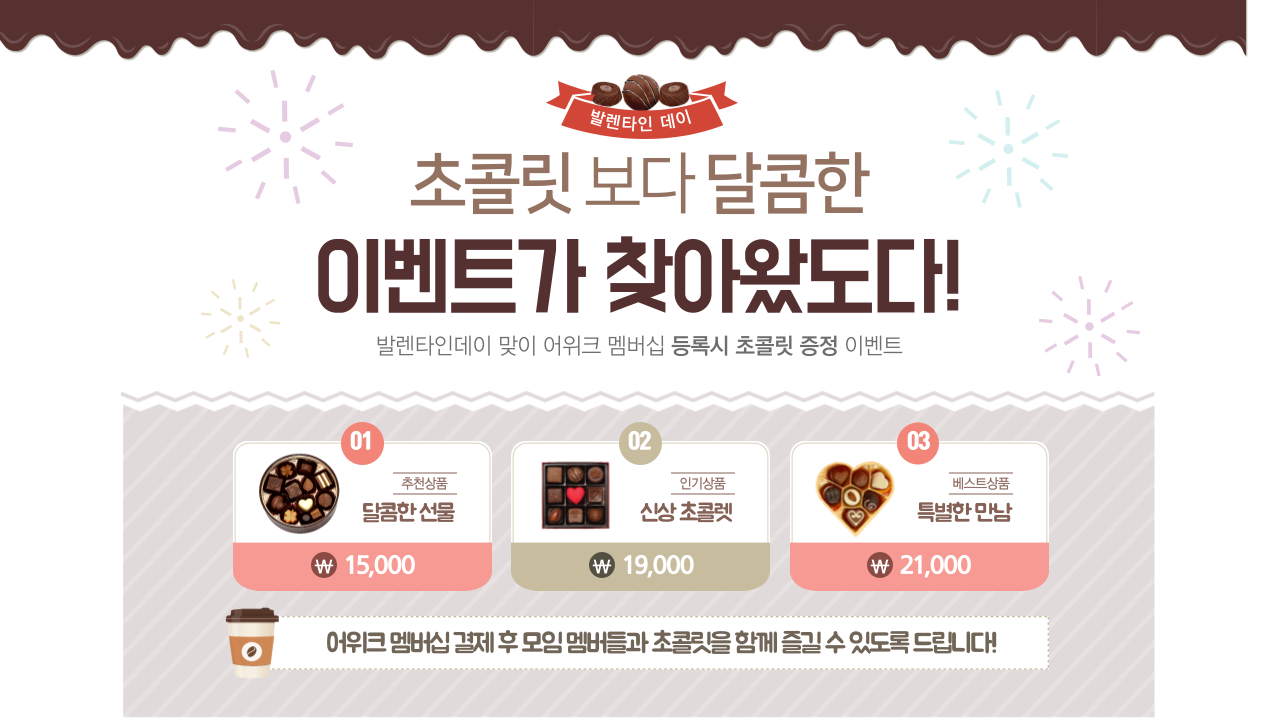 발렌타인 데이
초콜릿 보다 달콤한
이벤트가 찾아왔도다!
발렌타인데이 맞이 어위크 멤버십 등록시 초콜릿 증정 이벤트
01
추천상품
달콤한 선물
₩ 15,000
02
인기상품
신상 초콜렛
₩ 19,000
03
베스트상품
특별한 만남
₩ 21,000
어위크 멤버십 결제 후 모임 멤버들과 초콜릿을 함께 즐길 수 있도록 드립니다!